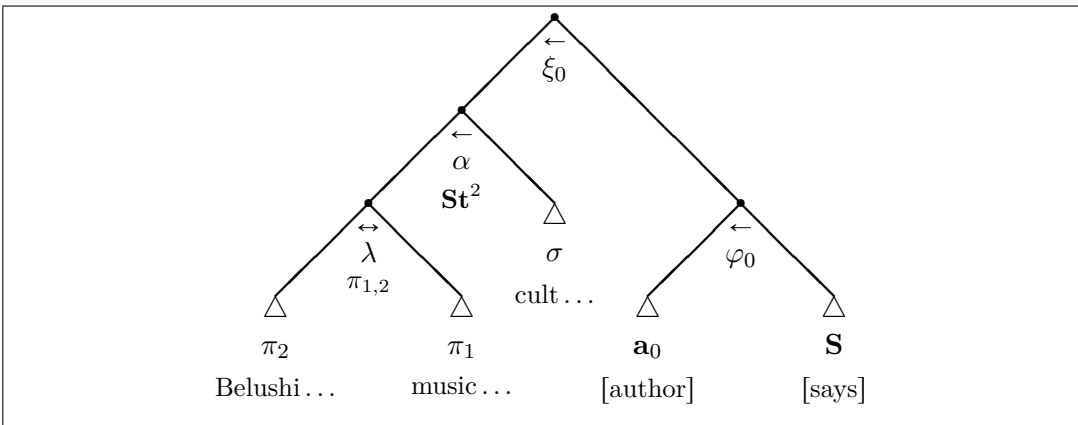 ←
ξ₀
←
α
St²
↔
λ
π₁,₂
←
φ₀
σ
cult . . .
π₂ π₁ a₀ S
Belushi . . . music . . . [author] [says]